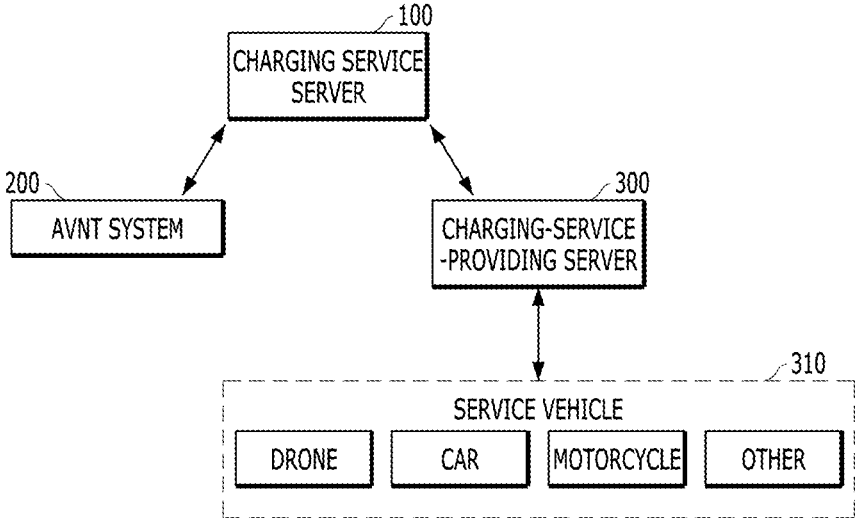 100
CHARGING SERVICE
SERVER
200
AVNT SYSTEM
300
CHARGING-SERVICE
-PROVIDING SERVER
310
SERVICE VEHICLE
DRONE
CAR
MOTORCYCLE
OTHER